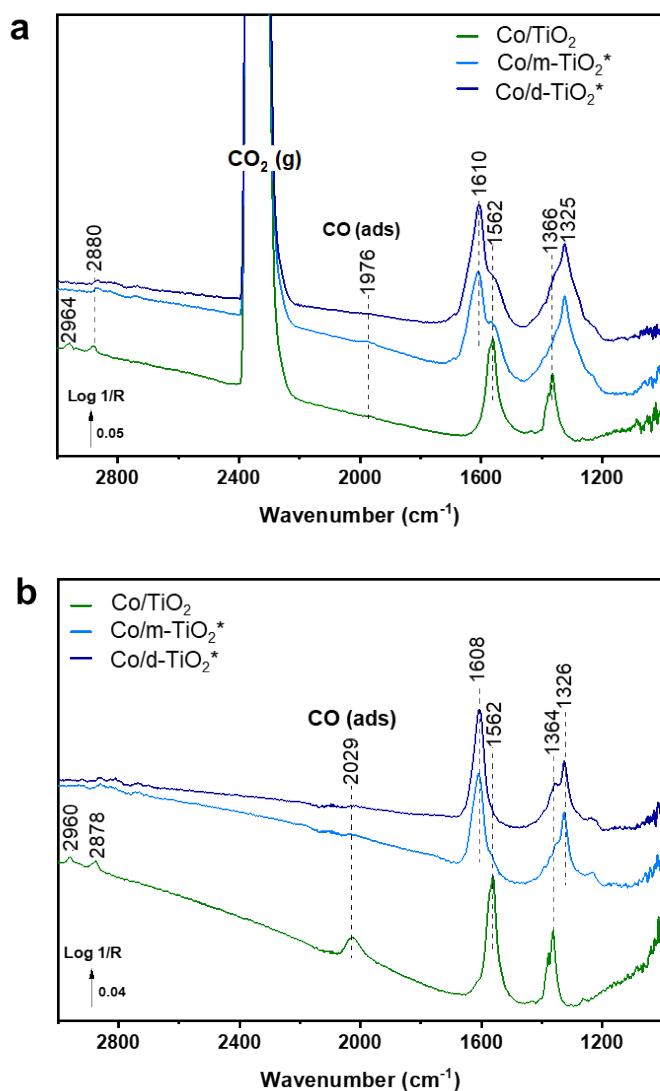 a
Co/TiO₂
Co/m-TiO₂*
Co/d-TiO₂*
CO₂ (g)
CO (ads)
2964
2880
1976
1610
1562
1366
1325
Log 1/R
0.05
2800
2400
2000
1600
1200
Wavenumber (cm⁻¹)
b
Co/TiO₂
Co/m-TiO₂*
Co/d-TiO₂*
CO (ads)
2960
2878
2029
1608
1562
1364
1326
Log 1/R
0.04
2800
2400
2000
1600
1200
Wavenumber (cm⁻¹)